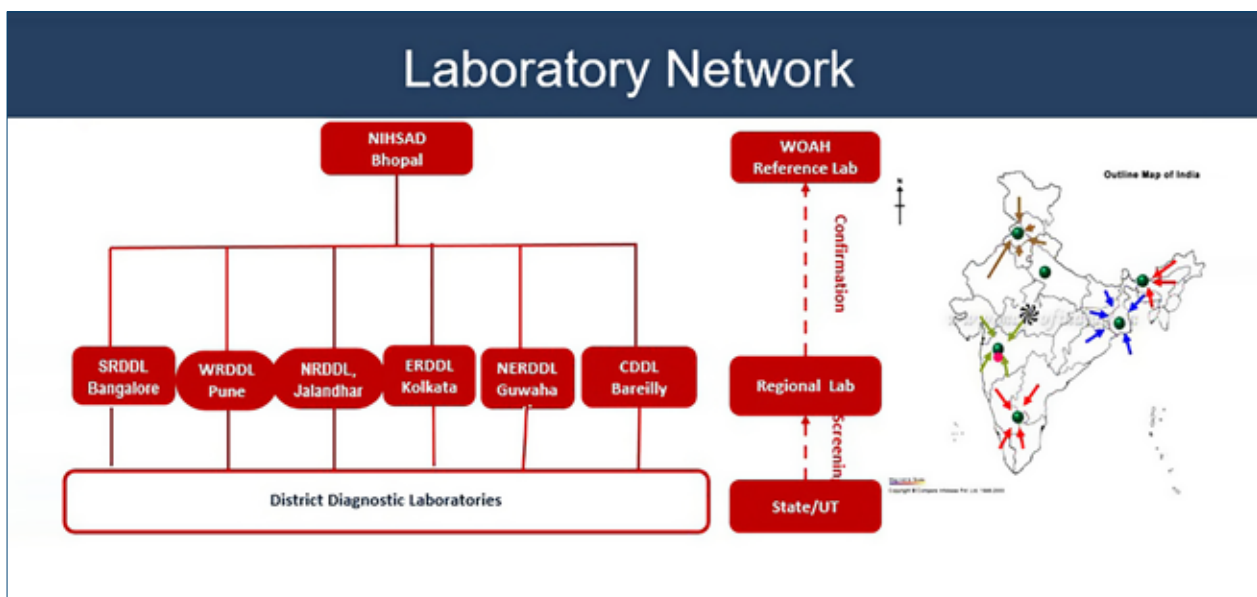 Laboratory Network
NIHSAD
Bhopal
SRDDL
Bangalore
WRDDL
Pune
NRDDL,
Jalandhar
ERDDL
Kolkata
NERDDL
Guwaha
CDDL
Bareilly
District Diagnostic Laboratories
WOAH
Reference Lab
Confirmation
Regional Lab
Screenin
State/UT
N
Outline Map of India